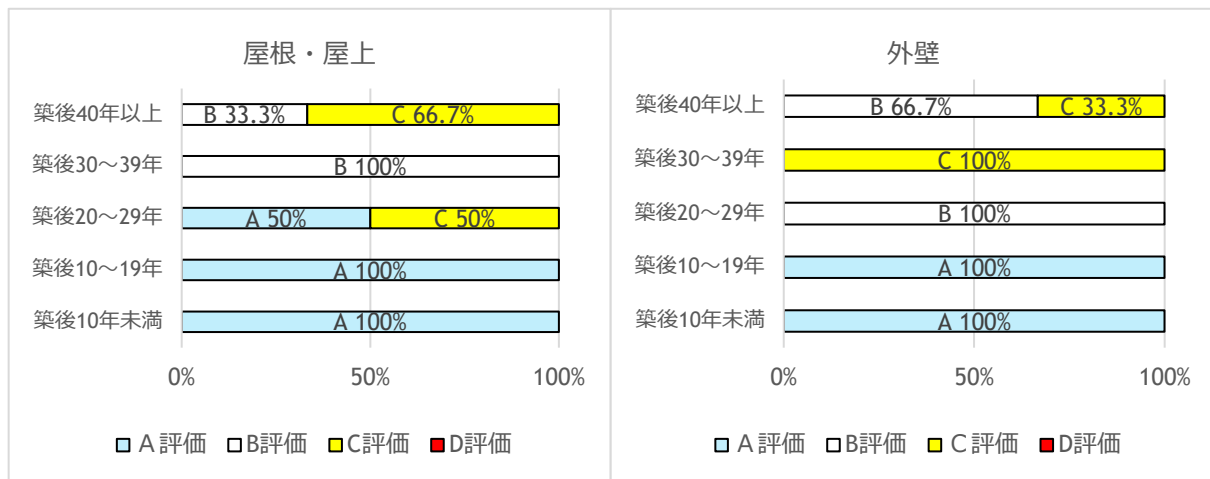 屋根・屋上
築後40年以上
B 33.3%
C 66.7%
築後30～39年
B 100%
築後20～29年
A 50%
C 50%
築後10～19年
A 100%
築後10年未満
A 100%
0%
50%
100%
A評価
B評価
C評価
D評価
外壁
築後40年以上
B 66.7%
C 33.3%
築後30～39年
C 100%
築後20～29年
B 100%
築後10～19年
A 100%
築後10年未満
A 100%
0%
50%
100%
A評価
B評価
C評価
D評価